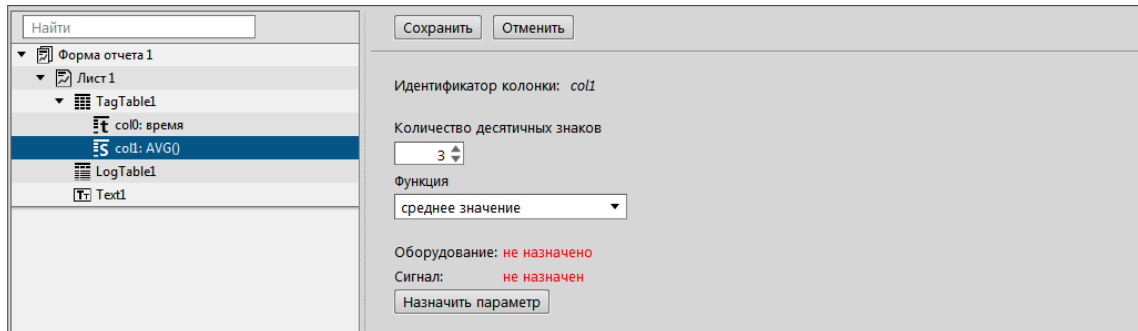 Найти
Форма отчета 1
Лист 1
TagTable1
col0: время
col1: AVG()
LogTable1
Text1
Сохранить Отменить
Идентификатор колонки: col1
Количество десятичных знаков
3
Функция
среднее значение
Оборудование: не назначено
Сигнал: не назначен
Назначить параметр